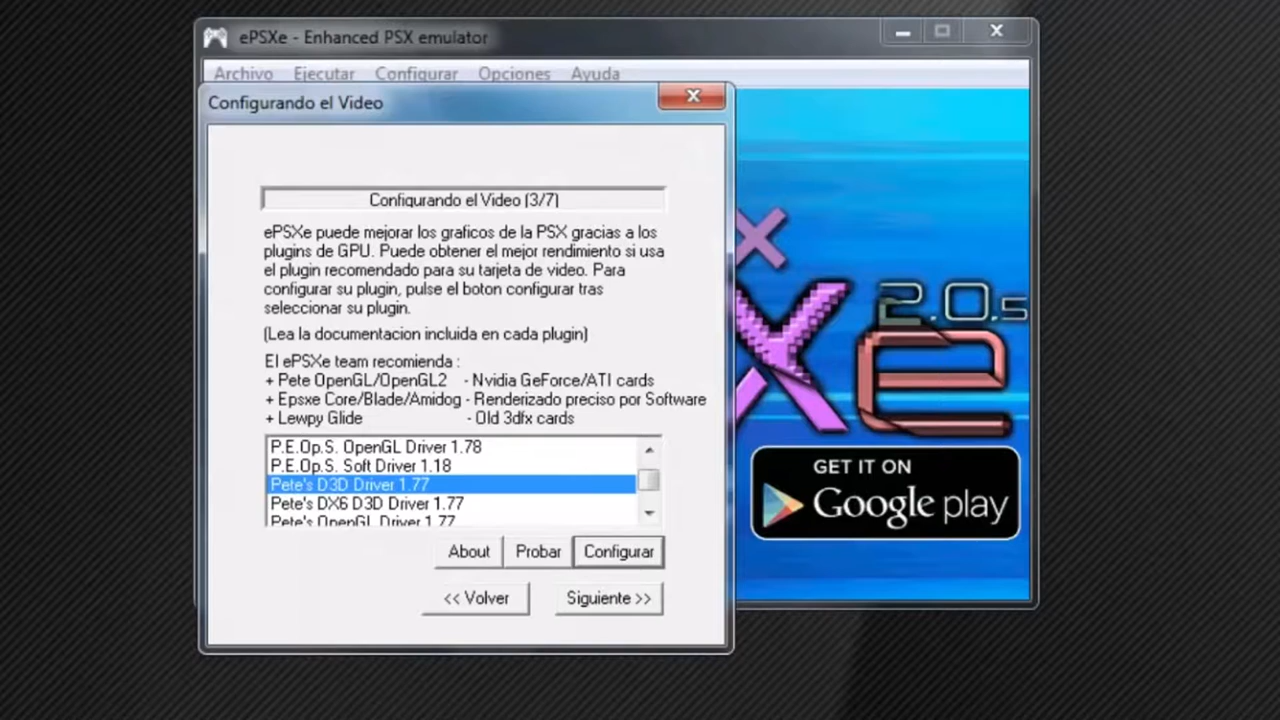 ePSXe - Enhanced PSX emulator
Archivo Ejecutar Configurar Opciones Ayuda
Configurando el Video
Configurando el Video (3/7)
ePSXe puede mejorar los graficos de la PSX gracias a los
plugins de GPU. Puede obtener el mejor rendimiento si usa
el plugin recomendado para su tarjeta de video. Para
configurar su plugin, pulse el boton configurar tras
seleccionar su plugin.
(Lea la documentacion incluida en cada plugin)
El ePSXe team recomienda :
+ Pete OpenGL/OpenGL2 - Nvidia GeForce/ATI cards
+ Epsxe Core/Blade/Amidog - Renderizado preciso por Software
+ Lewpy Glide - Old 3dfx cards
P.E.Op.S. OpenGL Driver 1.78
P.E.Op.S. Soft Driver 1.18
Pete's D3D Driver 1.77
Pete's DX6 D3D Driver 1.77
Pete's OpenGL Driver 1.77
About Probar Configurar
<< Volver Siguiente >>
2.0.5
Xe
GET IT ON
Google play